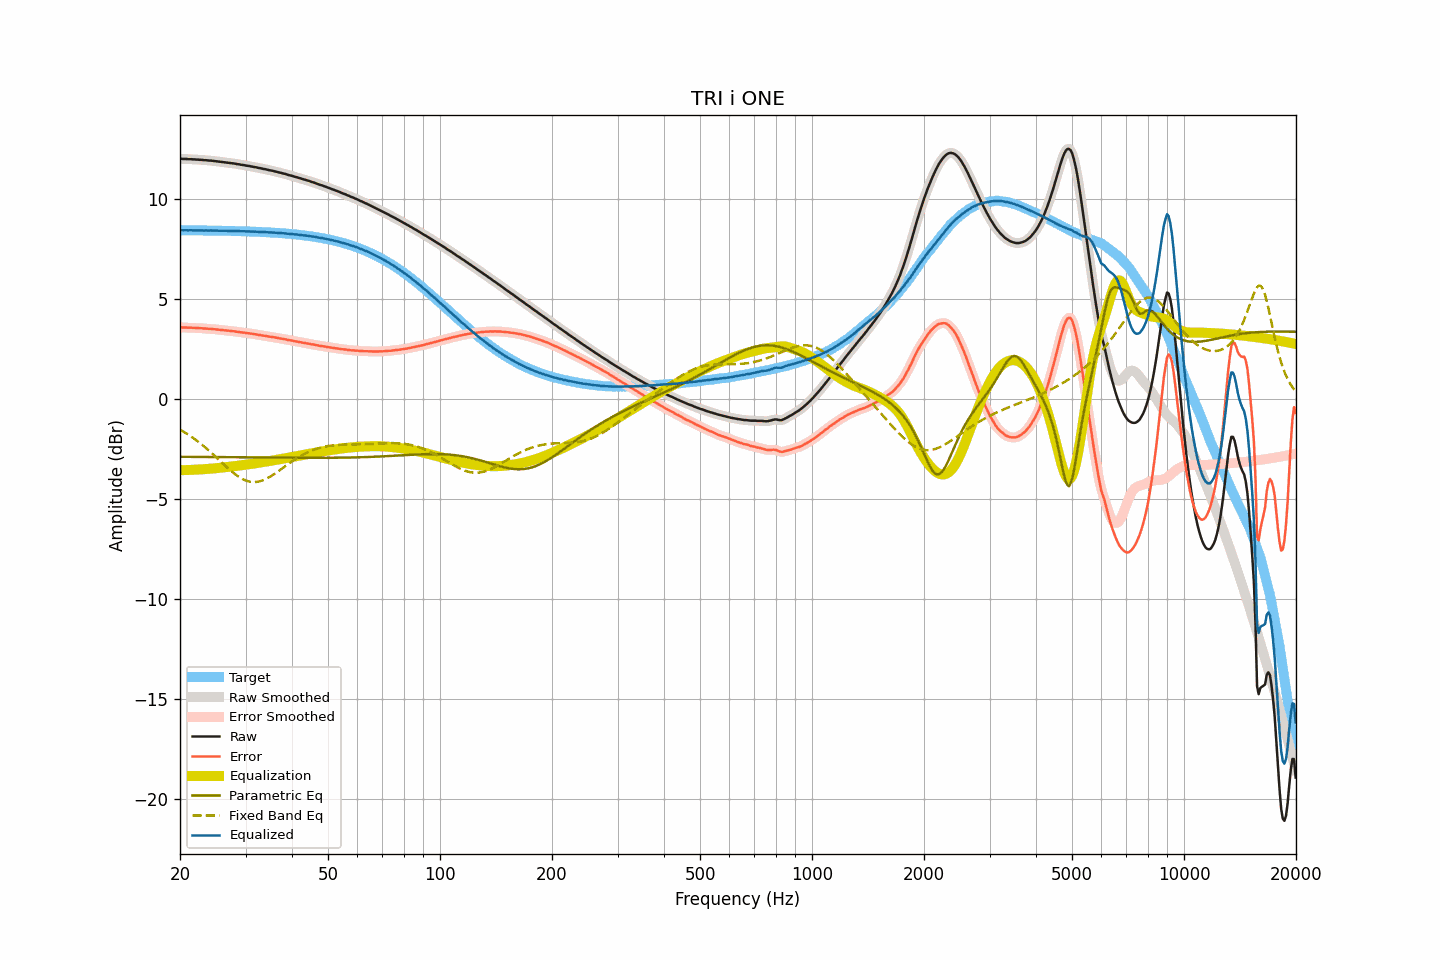 TRI i ONE
Amplitude (dBr)
10
5
0
−5
−10
−15
−20
Target
Raw Smoothed
Error Smoothed
Raw
Error
Equalization
Parametric Eq
Fixed Band Eq
Equalized
20 50 100 200 500 1000 2000 5000 10000 20000
Frequency (Hz)